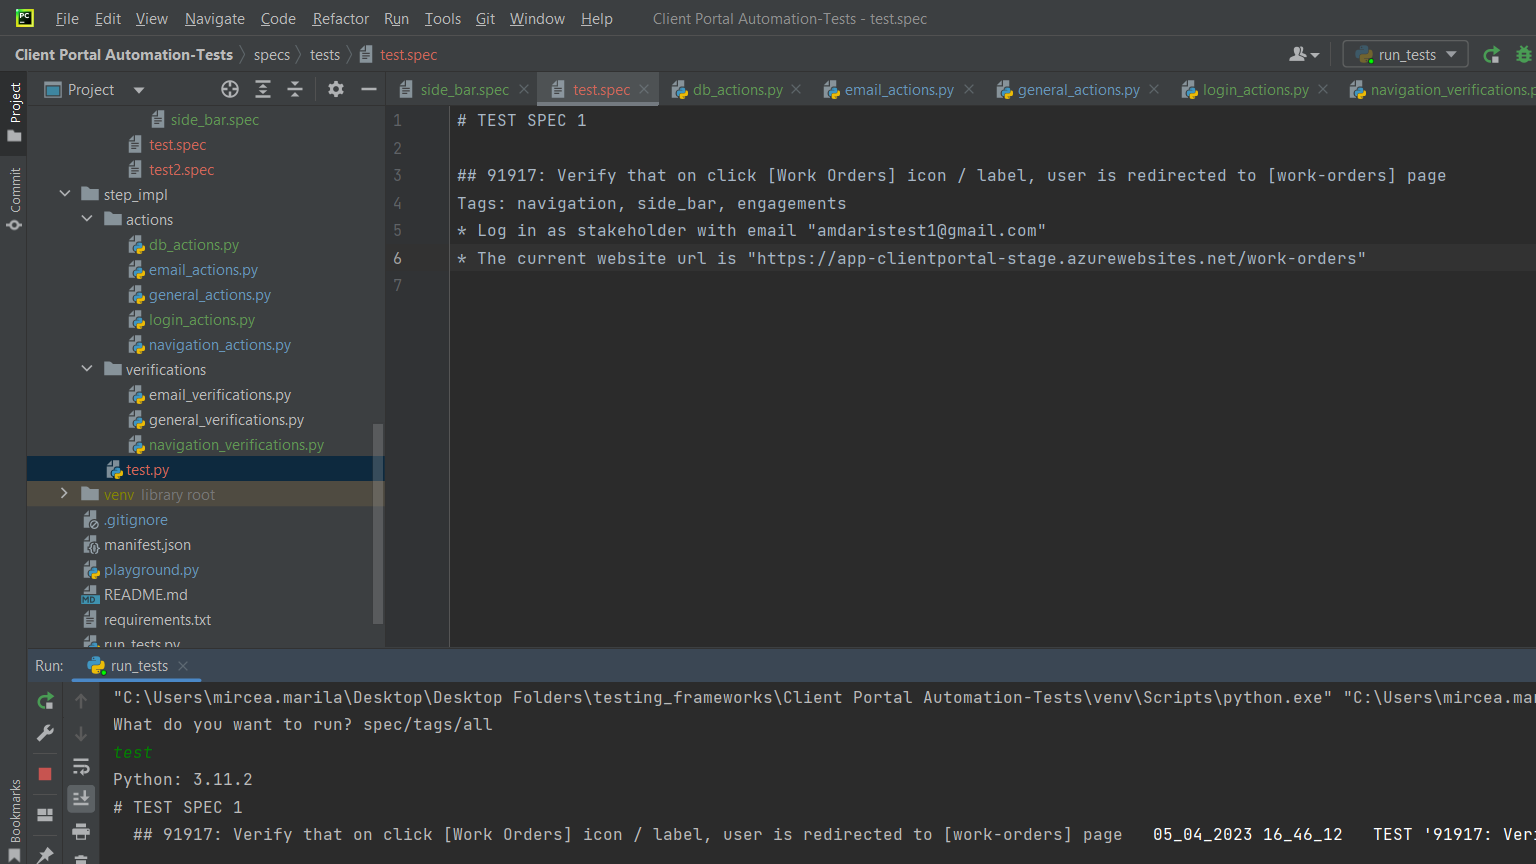 PC File Edit View Navigate Code Refactor Run Tools Git Window Help Client Portal Automation-Tests - test.spec
Client Portal Automation-Tests specs tests test.spec run_tests
Project
side_bar.spec test.spec db_actions.py email_actions.py general_actions.py login_actions.py navigation_verifications.p
Project
Commit
Bookmarks
side_bar.spec
test.spec
test2.spec
step_impl
actions
db_actions.py
email_actions.py
general_actions.py
login_actions.py
navigation_actions.py
verifications
email_verifications.py
general_verifications.py
navigation_verifications.py
test.py
venv library root
.gitignore
manifest.json
playground.py
MD README.md
requirements.txt
run_tests.py
1 # TEST SPEC 1
2
3 ## 91917: Verify that on click [Work Orders] icon / label, user is redirected to [work-orders] page
4 Tags: navigation, side_bar, engagements
5 * Log in as stakeholder with email "amdaristest1@gmail.com"
6 * The current website url is "https://app-clientportal-stage.azurewebsites.net/work-orders"
7
Run: run_tests
"C:\Users\mircea.marila\Desktop\Desktop Folders\testing_frameworks\Client Portal Automation-Tests\venv\Scripts\python.exe" "C:\Users\mircea.mar
What do you want to run? spec/tags/all
test
Python: 3.11.2
# TEST SPEC 1
## 91917: Verify that on click [Work Orders] icon / label, user is redirected to [work-orders] page 05_04_2023 16_46_12 TEST '91917: Veri